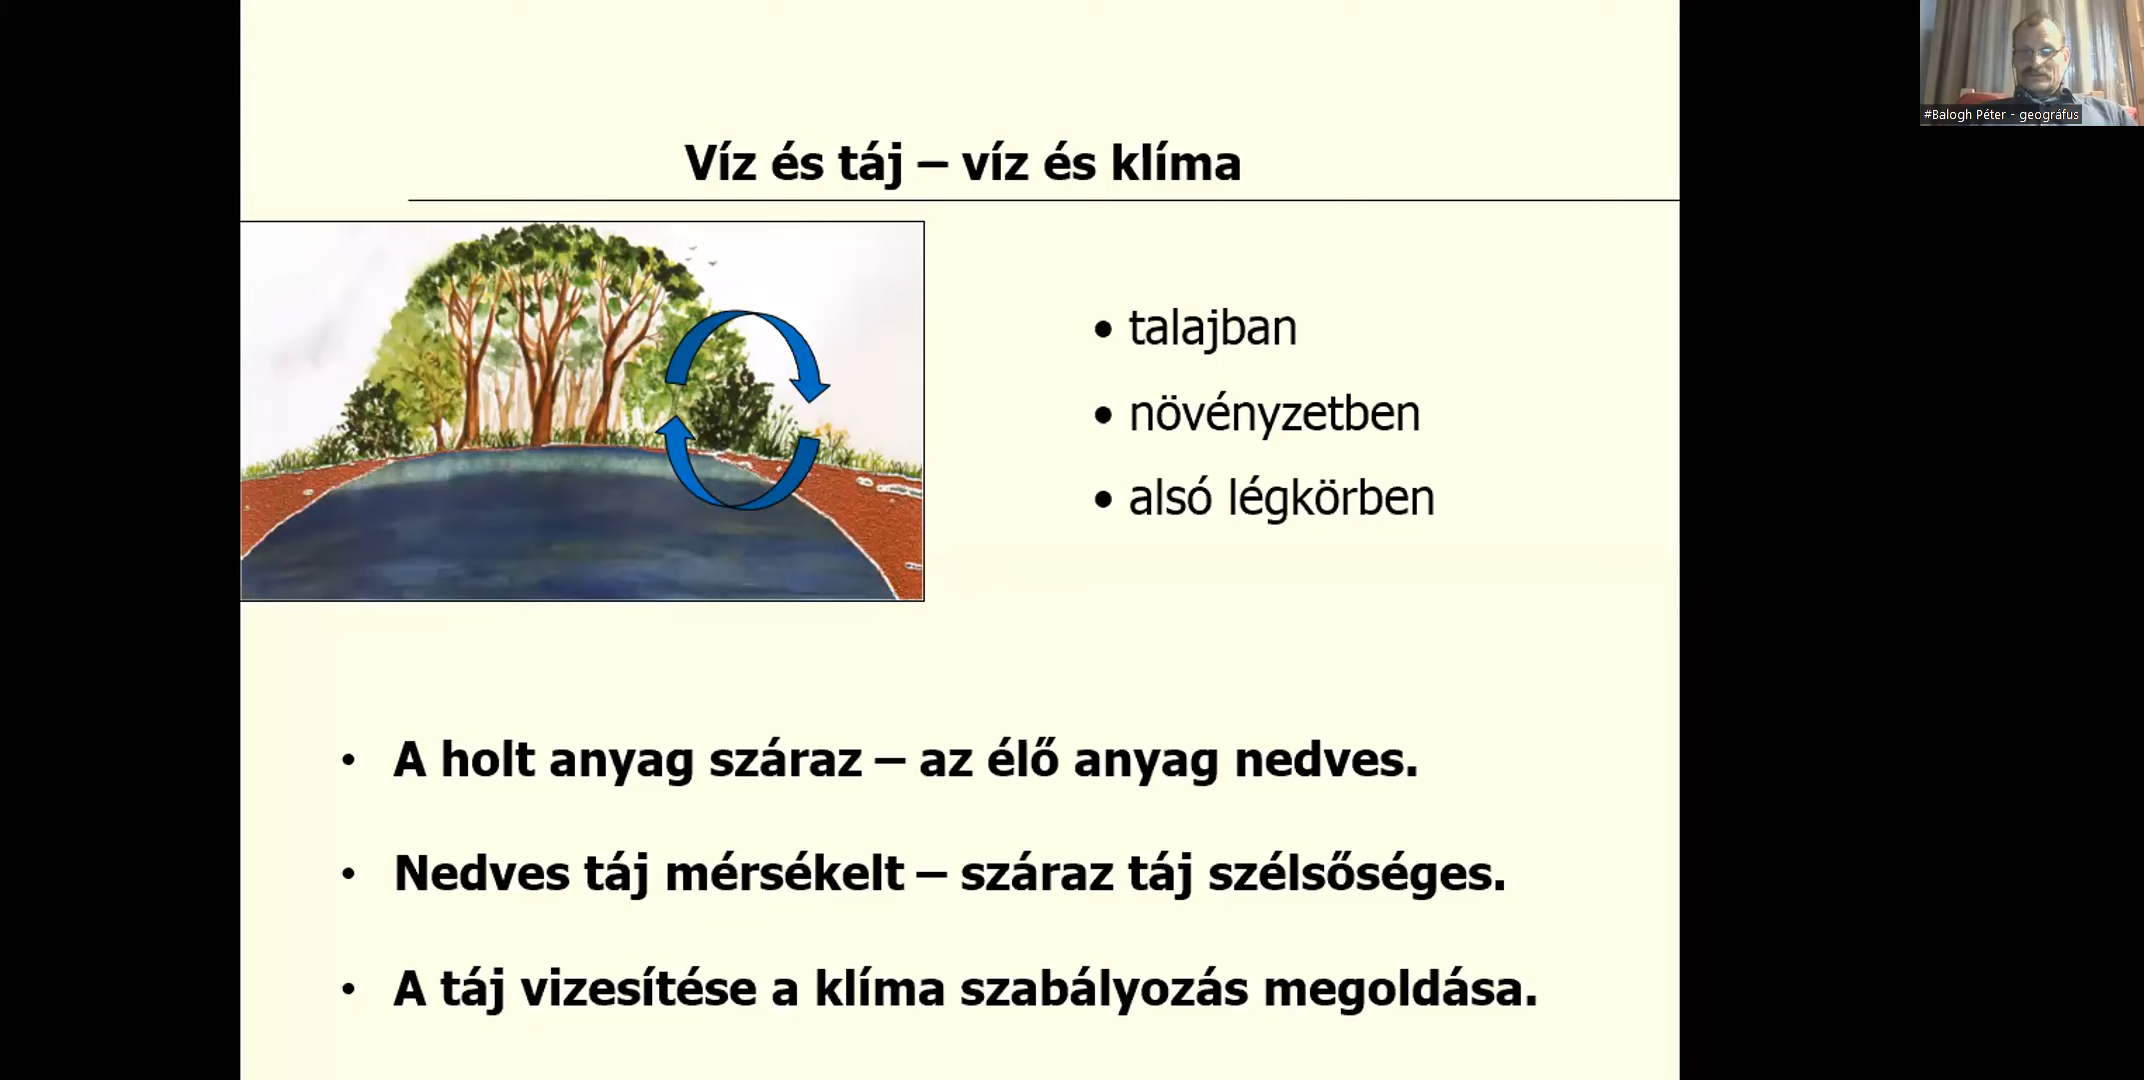 #Balogh Péter - geográfus
Víz és táj – víz és klíma
• talajban
• növényzetben
• alsó légkörben
• A holt anyag száraz – az élő anyag nedves.
• Nedves táj mérsékelt – száraz táj szélsőséges.
• A táj vizesítése a klíma szabályozás megoldása.